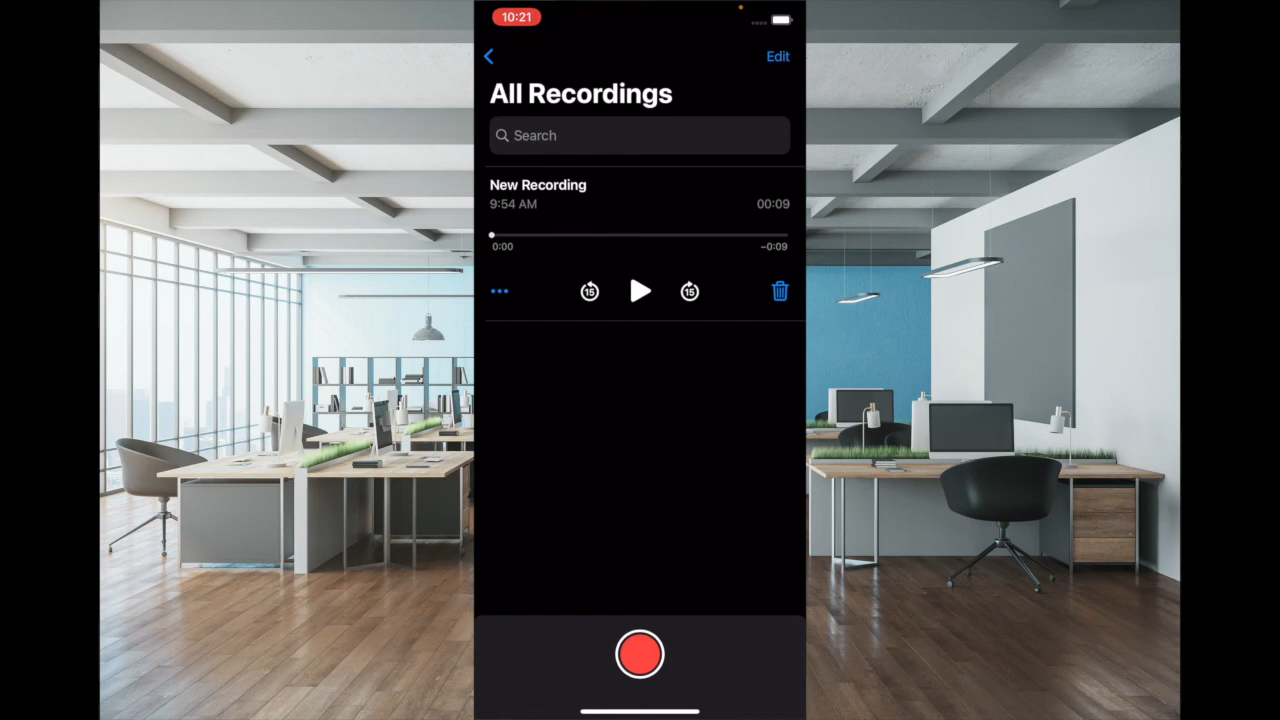 10:21
Edit
All Recordings
Search
New Recording
9:54 AM
00:09
0:00
–0:09
15
15